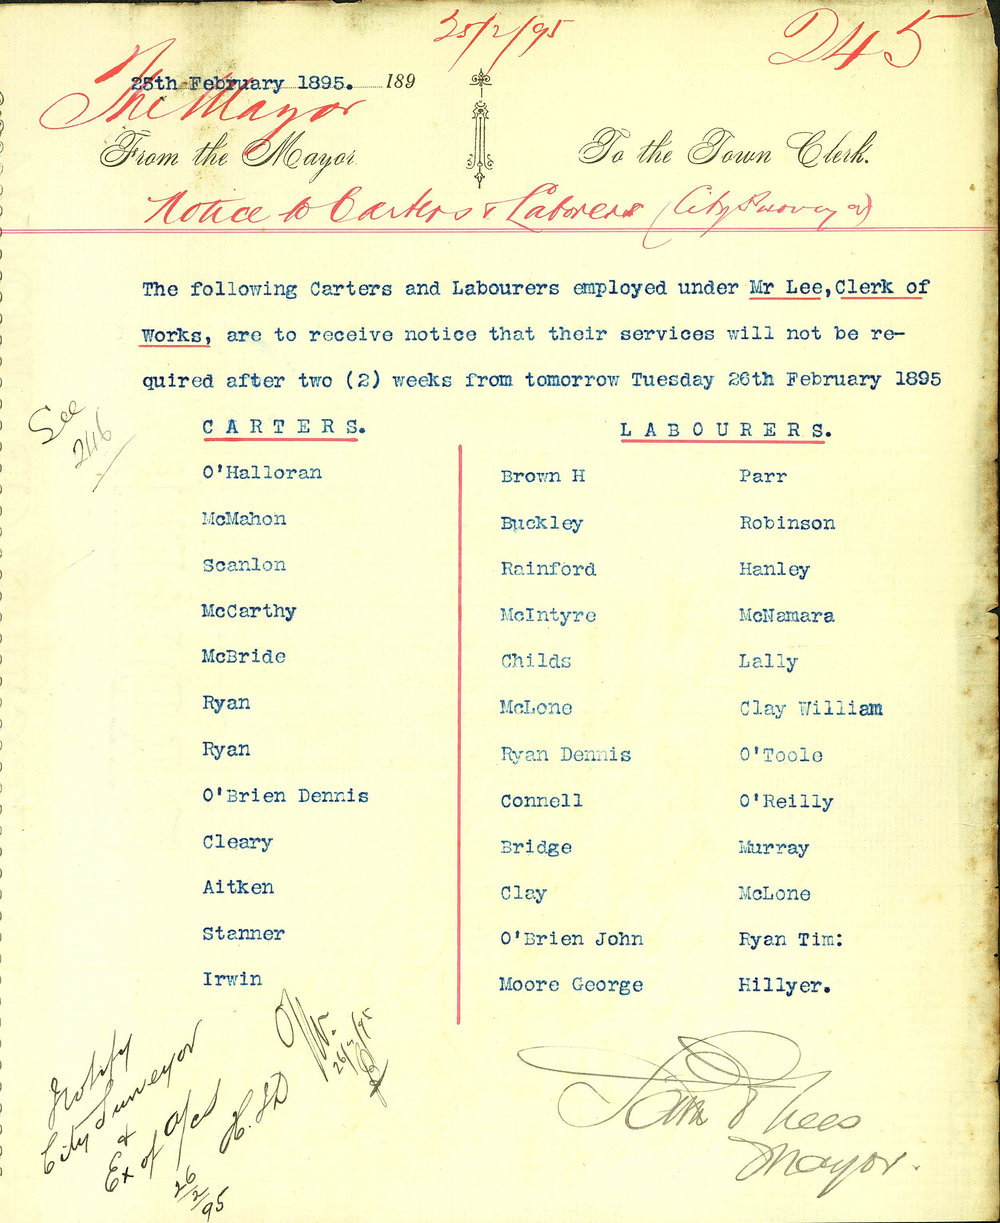 25/2/95
245
The Mayor
25th February 1895. 189
From the Mayor To the Town Clerk.
Notice to Carters & Laborers (City Surveyor)
The following Carters and Labourers employed under Mr Lee, Clerk of
Works, are to receive notice that their services will not be re-
quired after two (2) weeks from tomorrow Tuesday 26th February 1895
See
246
CARTERS. LABOURERS.
O'Halloran Brown H Parr
McMahon Buckley Robinson
Scanlon Rainford Hanley
McCarthy McIntyre McNamara
McBride Childs Lally
Ryan McLone Clay William
Ryan Ryan Dennis O'Toole
O'Brien Dennis Connell O'Reilly
Cleary Bridge Murray
Aitken Clay McLone
Stanner O'Brien John Ryan Tim:
Irwin Moore George Hillyer.
Notify
City Surveyor
&
Ex of A/cs
26/2/95
26/2/95
Mayor.